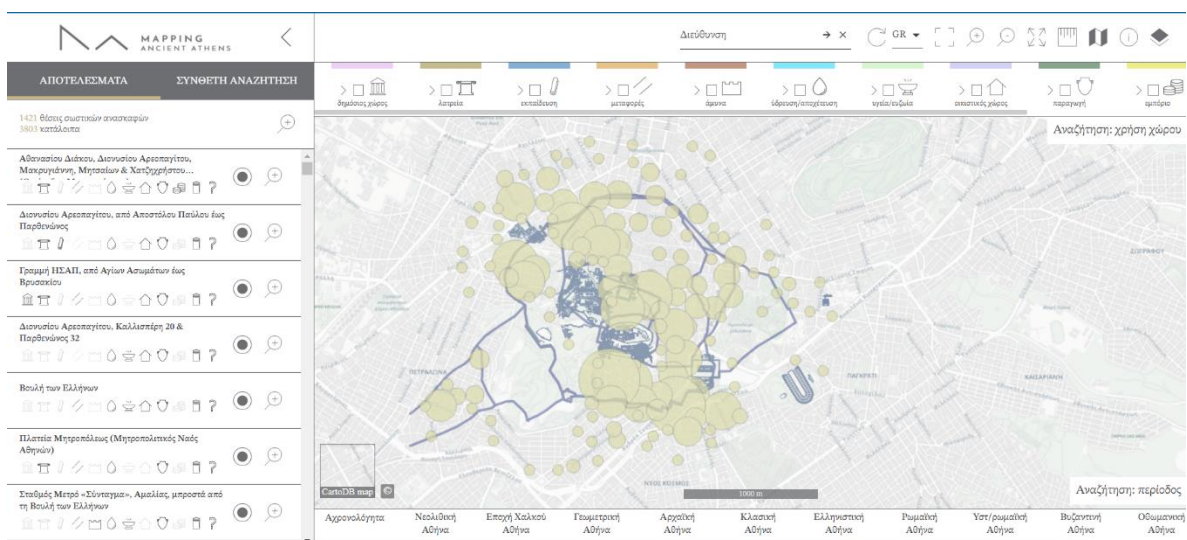 MAPPING
ANCIENT ATHENS
Διεύθυνση
GR
ΑΠΟΤΕΛΕΣΜΑΤΑ
ΣΥΝΘΕΤΗ ΑΝΑΖΗΤΗΣΗ
δημόσιος χώρος
λατρεία
εκπαίδευση
μεταφορές
άμυνα
ύδρευση/αποχέτευση
υγεία/ευζωία
οικιστικός χώρος
παραγωγή
εμπόριο
1421 θέσεις σωστικών ανασκαφών
3803 κατάλοιπα
Αθανασίου Διάκου, Διονυσίου Αρεοπαγίτου,
Μακρυγιάννη, Μητσαίων & Χατζηχρήστου...
Διονυσίου Αρεοπαγίτου, από Αποστόλου Παύλου έως
Παρθενώνος
Γραμμή ΗΣΑΠ, από Αγίων Ασωμάτων έως
Βρυσακίου
Διονυσίου Αρεοπαγίτου, Καλλισπέρη 20 &
Παρθενώνος 32
Βουλή των Ελλήνων
Πλατεία Μητροπόλεως (Μητροπολιτικός Ναός
Αθηνών)
Σταθμός Μετρό «Σύνταγμα», Αμαλίας, μπροστά από
τη Βουλή των Ελλήνων
Αναζήτηση: χρήση χώρου
ΖΩΓΡΑΦΟΥ
ΠΕΤΡΑΛΩΝΑ
ΠΑΓΚΡΑΤΙ
ΚΑΙΣΑΡΙΑΝΗ
ΝΕΟΣ ΚΟΣΜΟΣ
CartoDB map
©
1000 m
Αναζήτηση: περίοδος
Αχρονολόγητα
Νεολιθική
Αθήνα
Εποχή Χαλκού
Αθήνα
Γεωμετρική
Αθήνα
Αρχαϊκή
Αθήνα
Κλασική
Αθήνα
Ελληνιστική
Αθήνα
Ρωμαϊκή
Αθήνα
Υστ/ρωμαϊκή
Αθήνα
Βυζαντινή
Αθήνα
Οθωμανική
Αθήνα